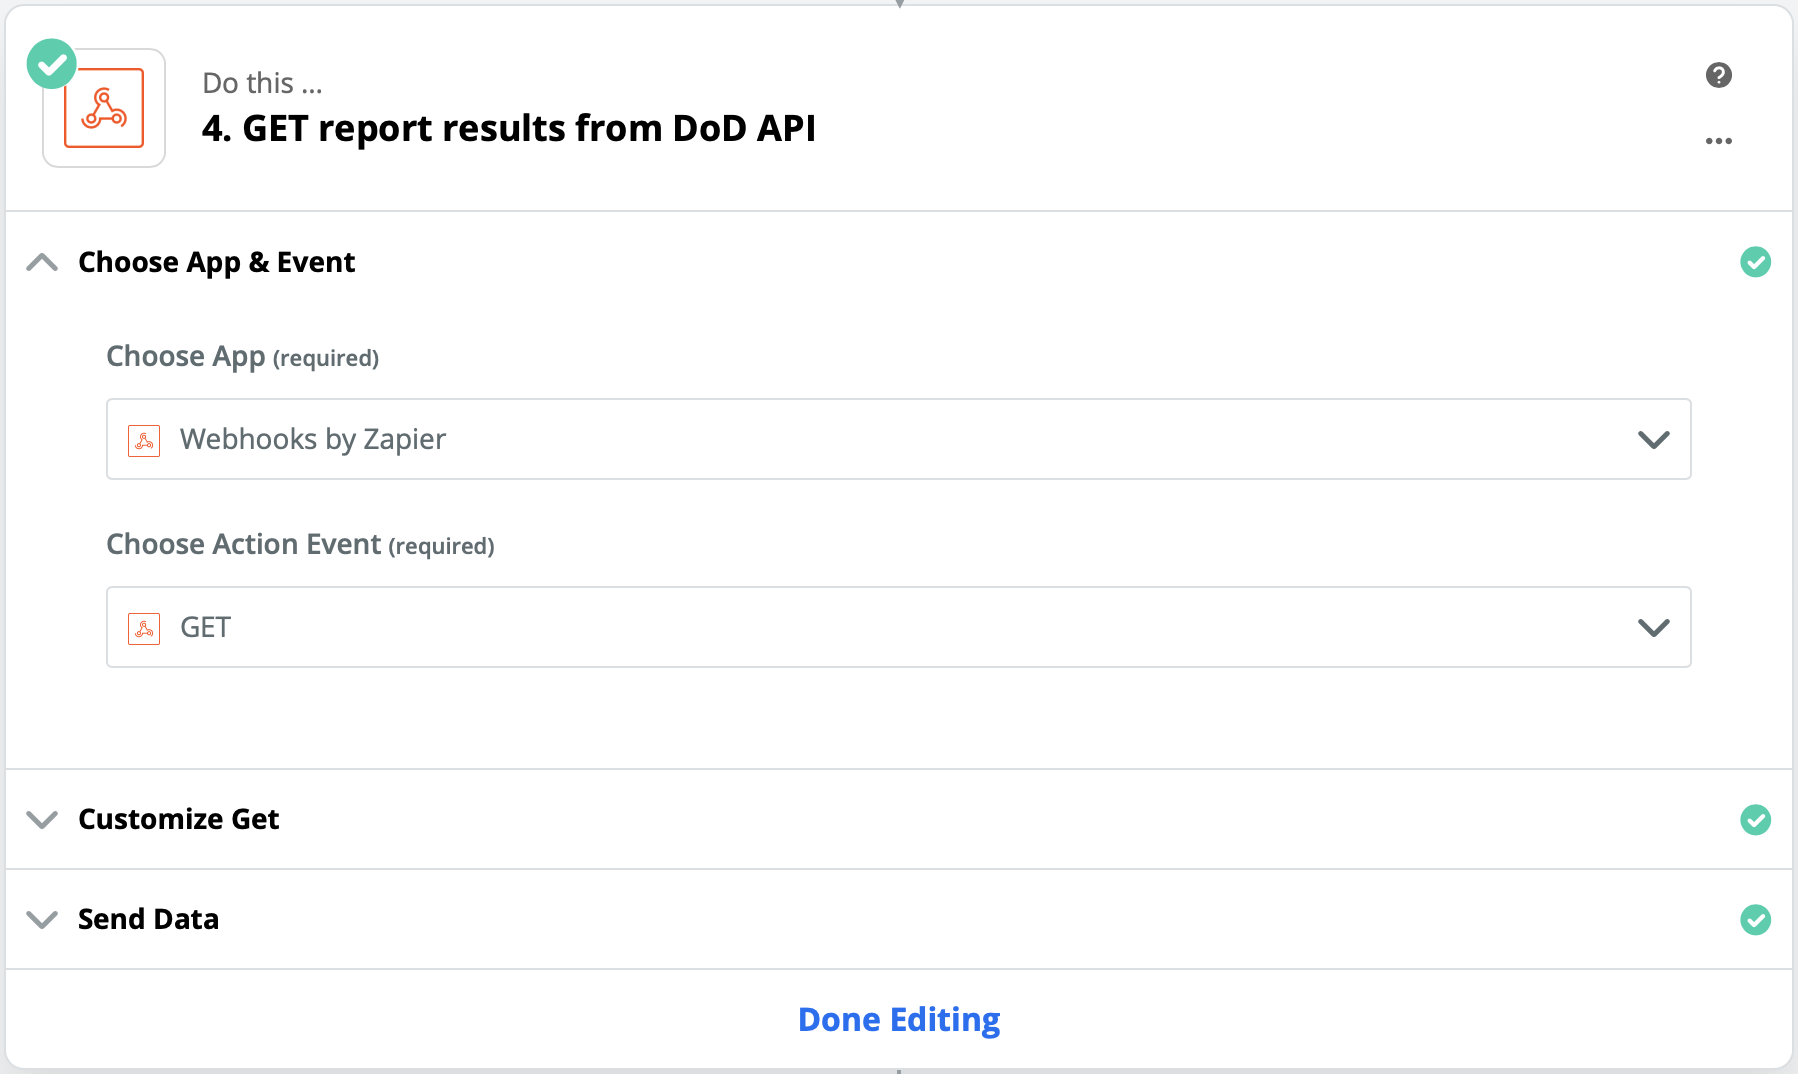 Do this ...
4. GET report results from DoD API
Choose App & Event
Choose App (required)
Webhooks by Zapier
Choose Action Event (required)
GET
Customize Get
Send Data
Done Editing